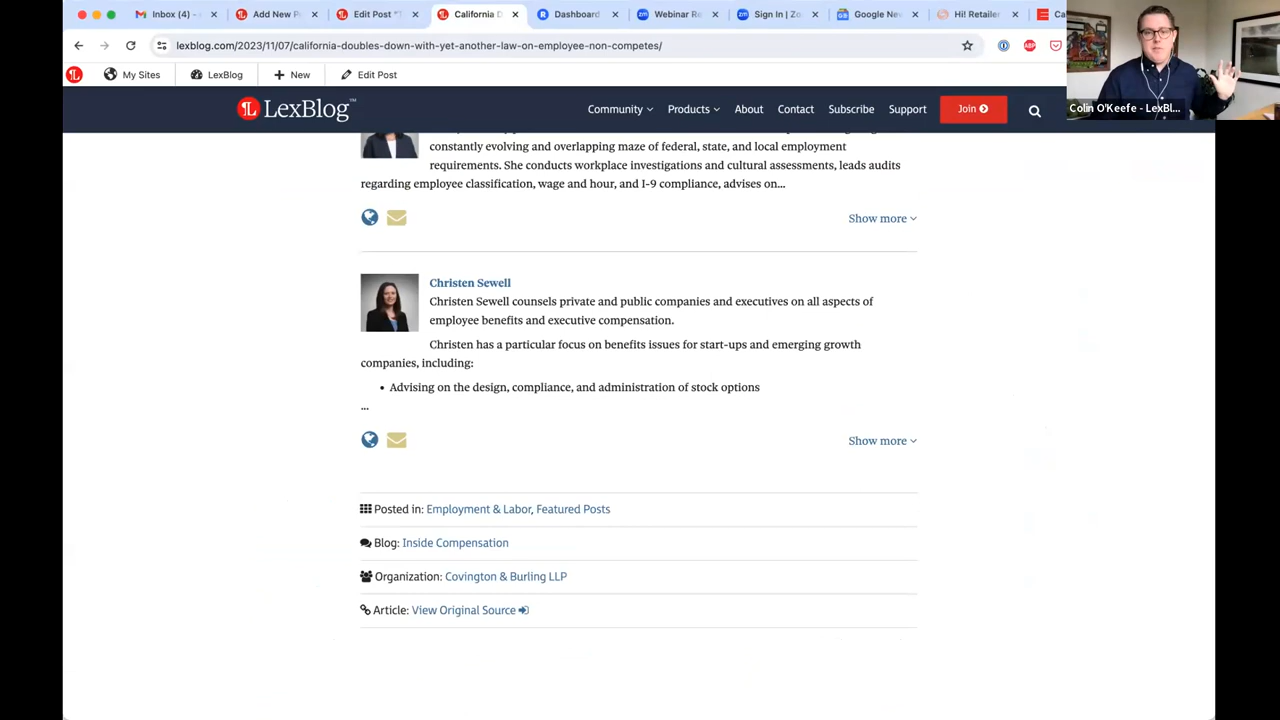 Inbox (4) -
Add New P
Edit Post "
California D
Dashboard
Webinar Re
Sign In | Zo
Google Nev
Hi! Retailer
Ca
lexblog.com/2023/11/07/california-doubles-down-with-yet-another-law-on-employee-non-competes/
ABP
My Sites
LexBlog
New
Edit Post
LexBlog™
Community
Products
About
Contact
Subscribe
Support
Join
Colin O'Keefe - LexBl...
constantly evolving and overlapping maze of federal, state, and local employment
requirements. She conducts workplace investigations and cultural assessments, leads audits
regarding employee classification, wage and hour, and I-9 compliance, advises on...
Show more
Christen Sewell
Christen Sewell counsels private and public companies and executives on all aspects of
employee benefits and executive compensation.
Christen has a particular focus on benefits issues for start-ups and emerging growth
companies, including:
• Advising on the design, compliance, and administration of stock options
...
Show more
Posted in: Employment & Labor, Featured Posts
Blog: Inside Compensation
Organization: Covington & Burling LLP
Article: View Original Source